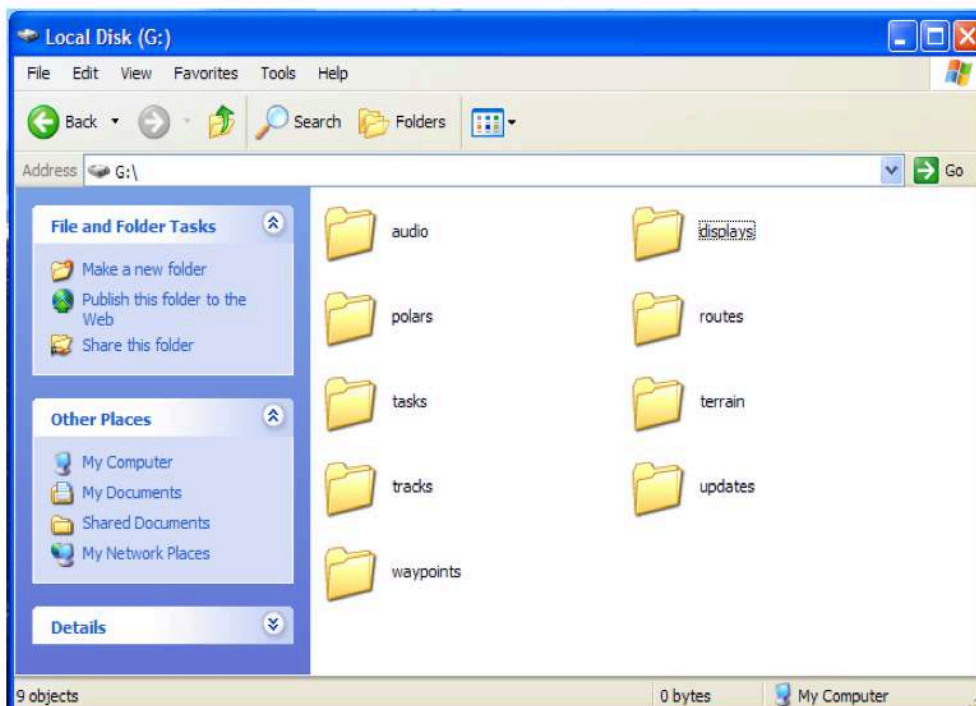 Local Disk (G:)
File Edit View Favorites Tools Help
Back Search Folders
Address G:\ Go
File and Folder Tasks
Make a new folder
Publish this folder to the
Web
Share this folder
Other Places
My Computer
My Documents
Shared Documents
My Network Places
Details
audio displays
polars routes
tasks terrain
tracks updates
waypoints
9 objects 0 bytes My Computer